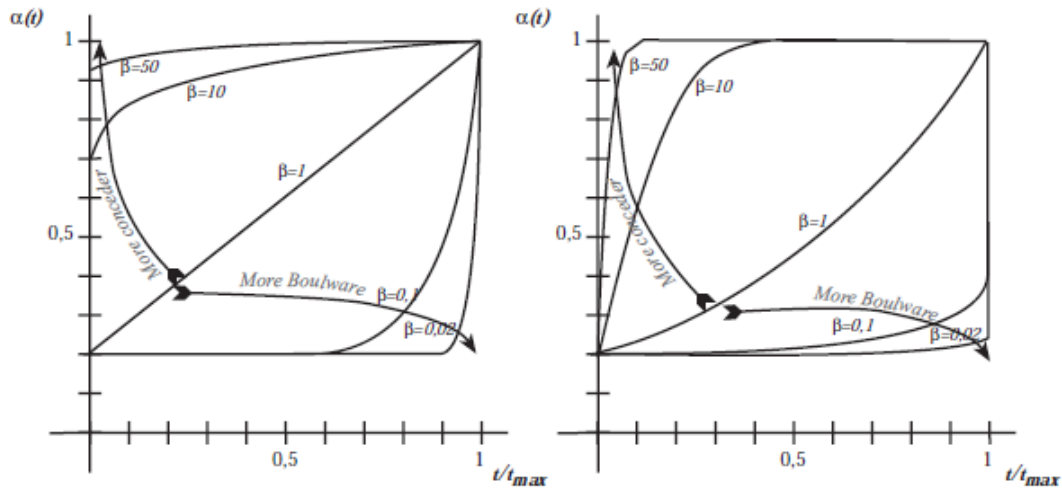 α(t)
1
β=50
β=10
β=1
0,5
More conceder
More Boulware
β=0,1
β=0,02
0,5
1
t/tmax
α(t)
1
β=50
β=10
β=1
0,5
More conceder
More Boulware
β=0,1
β=0,02
0,5
1
t/tmax